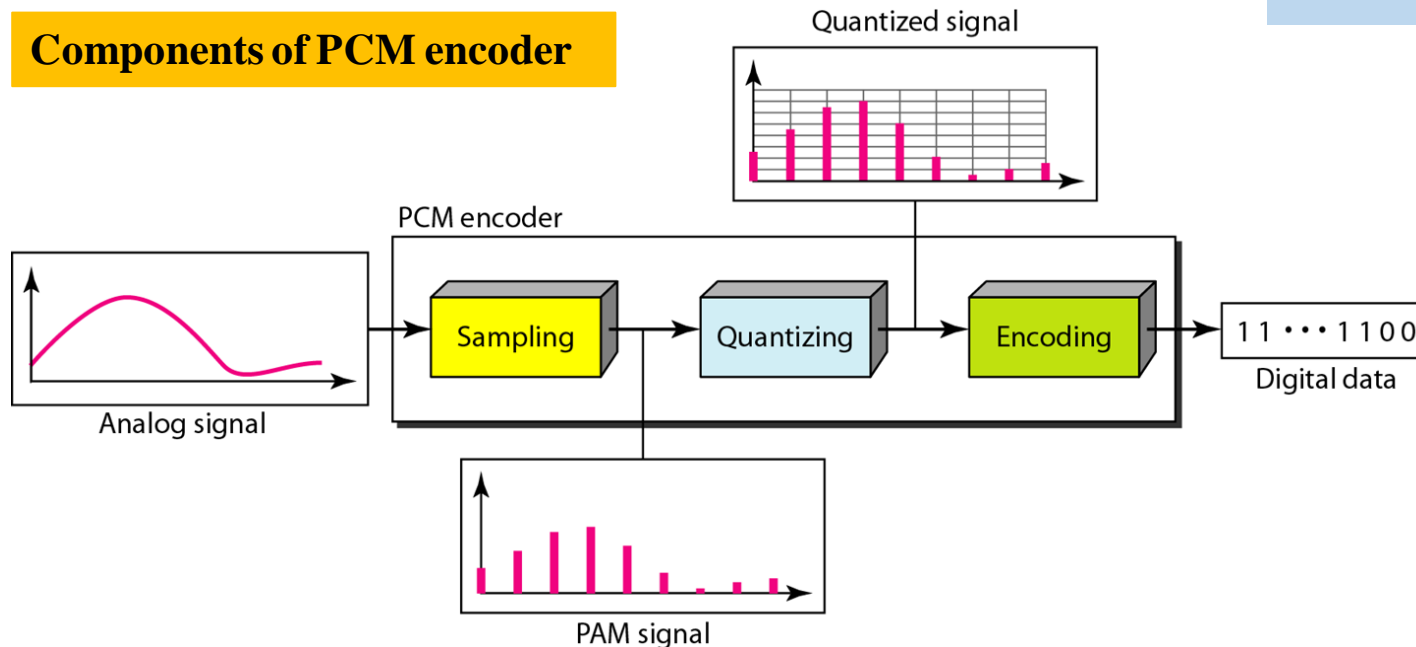 Components of PCM encoder
Quantized signal
PCM encoder
Sampling
Quantizing
Encoding
11 ··· 1100
Digital data
Analog signal
PAM signal